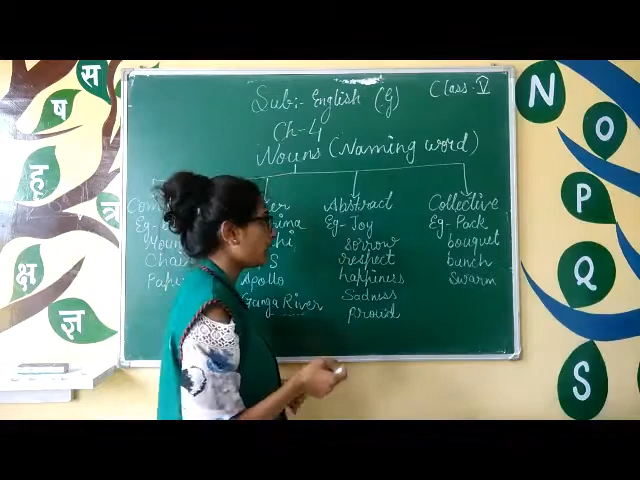 Sub:- English (G)
Class - V
Ch-4
Nouns (Naming word)
Abstract
Collective
Eg- Joy
Eg- Pack
sorrow
bouquet
Chair
respect
bunch
Apollo
happiness
Swarm
Ganga River
Sadness
proud
स
ष
ह
त्र
क्ष
ज्ञ
N
O
P
Q
S